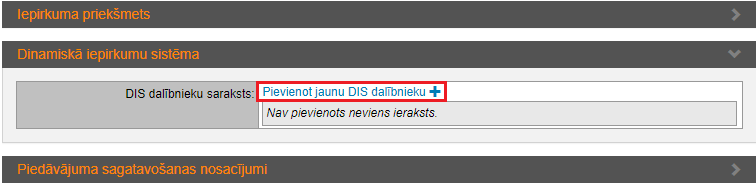 Iepirkuma priekšmets
Dinamiskā iepirkumu sistēma
DIS dalībnieku saraksts: Pievienot jaunu DIS dalībnieku
Nav pievienots neviens ieraksts.
Piedāvājuma sagatavošanas nosacījumi